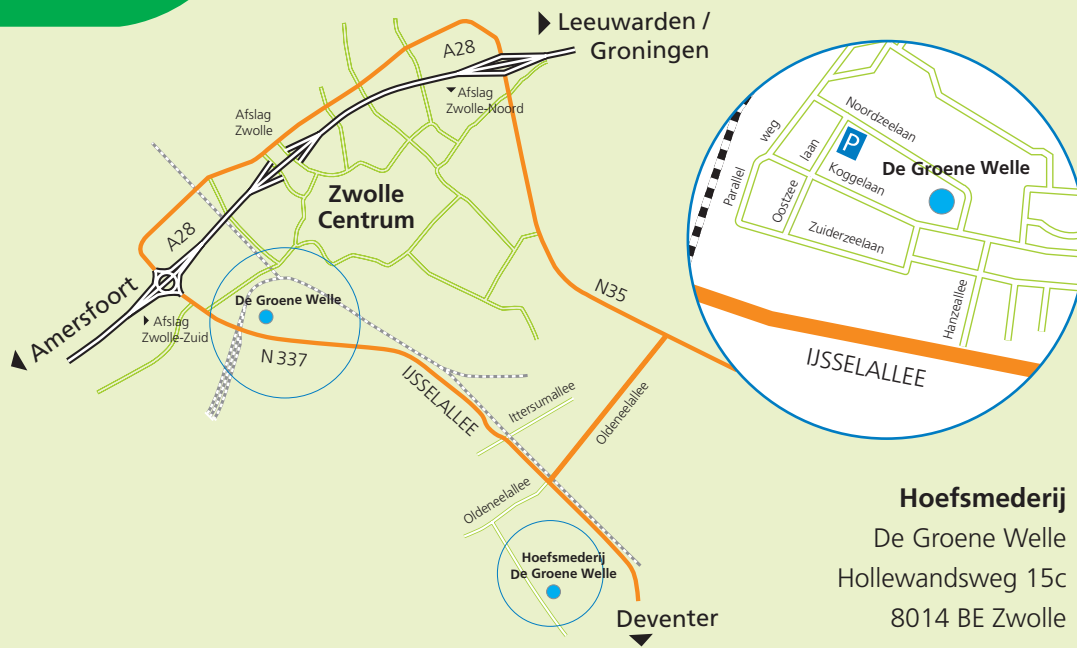 Leeuwarden /
Groningen
A28
Afslag
Zwolle-Noord
Afslag
Zwolle
Zwolle
Centrum
A28
Amersfoort
Afslag
Zwolle-Zuid
De Groene Welle
N 337
IJSSELALLEE
N35
Ittersumallee
Oldeneelallee
Oldeneelallee
Hoefsmederij
De Groene Welle
Deventer
Noordzeelaan
Parallel weg
P
Oostzee laan
Koggelaan
De Groene Welle
Zuiderzeelaan
Hanzeallee
IJSSELALLEE
Hoefsmederij
De Groene Welle
Hollewandsweg 15c
8014 BE Zwolle